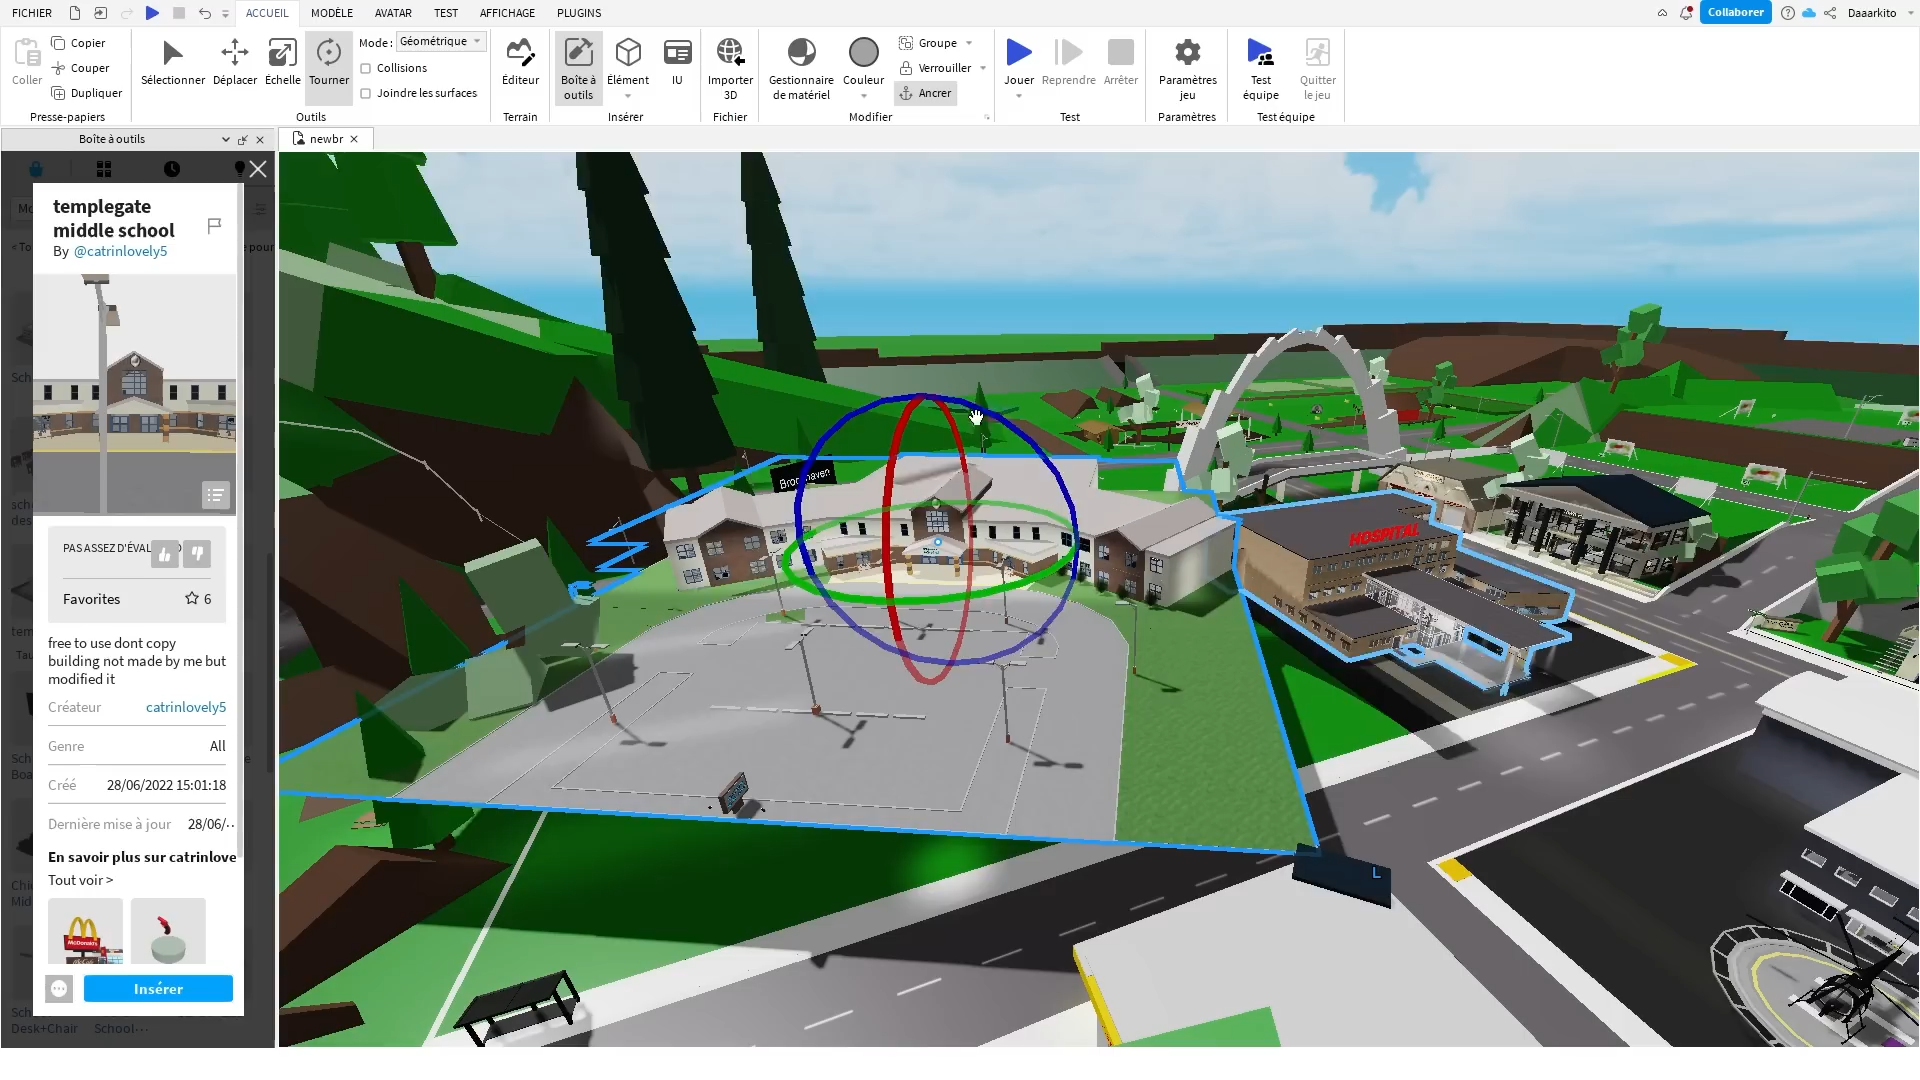 FICHIER
ACCUEIL
MODÈLE
AVATAR
TEST
AFFICHAGE
PLUGINS
Collaborer
Daaarkito
Coller
Copier
Couper
Dupliquer
Presse-papiers
Sélectionner
Déplacer
Échelle
Tourner
Mode :
Géométrique
Collisions
Joindre les surfaces
Outils
Éditeur
Terrain
Boîte à
outils
Élément
IU
Insérer
Importer
3D
Fichier
Gestionnaire
de matériel
Couleur
Groupe
Verrouiller
Ancrer
Modifier
Jouer
Reprendre
Arrêter
Test
Paramètres
jeu
Paramètres
Test
équipe
Quitter
le jeu
Test équipe
Boîte à outils
newbr
templegate
middle school
By @catrinlovely5
PAS ASSEZ D'ÉVAL
Favorites
6
free to use dont copy
building not made by me but
modified it
Créateur
catrinlovely5
Genre
All
Créé
28/06/2022 15:01:18
Dernière mise à jour
28/06/··
En savoir plus sur catrinlove
Tout voir >
McDonald's
Insérer
Desk+Chair
School···
HOSPITAL
L